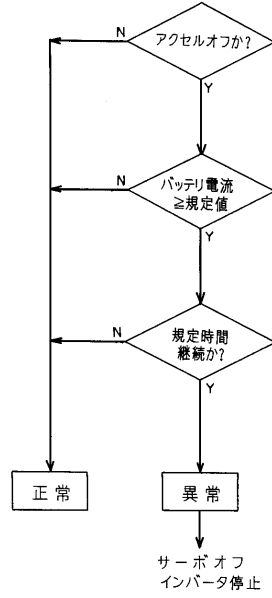 アクセルオフか?
N
Y
バッテリ電流
≧規定値
N
Y
規定時間
継続か?
N
Y
正常
異常
サーボオフ
インバータ停止